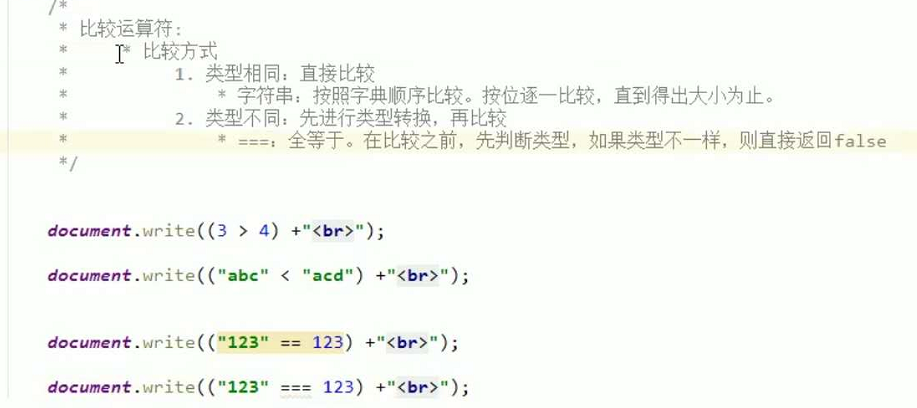 /*
 * 比较运算符:
 *     * 比较方式
 *         1. 类型相同：直接比较
 *             * 字符串：按照字典顺序比较。按位逐一比较，直到得出大小为止。
 *         2. 类型不同：先进行类型转换，再比较
 *             * ===：全等于。在比较之前，先判断类型，如果类型不一样，则直接返回false
 */
document.write((3 > 4) +"<br>");
document.write(("abc" < "acd") +"<br>");
document.write(("123" == 123) +"<br>");
document.write(("123" === 123) +"<br>");